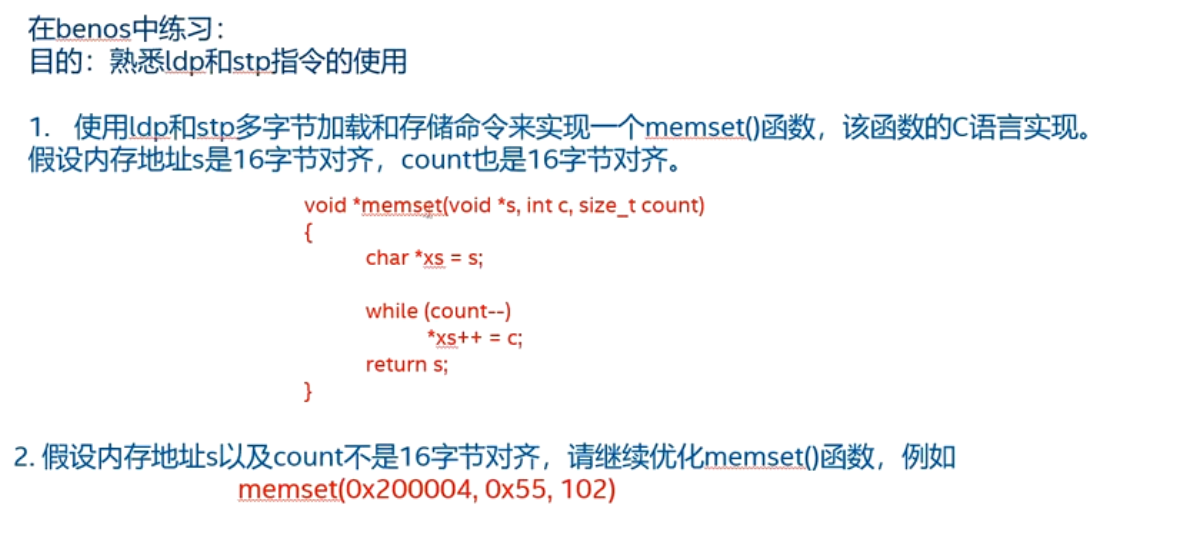 在benos中练习：
目的：熟悉ldp和stp指令的使用
1. 使用ldp和stp多字节加载和存储命令来实现一个memset()函数，该函数的C语言实现。
假设内存地址s是16字节对齐，count也是16字节对齐。
void *memset(void *s, int c, size_t count)
{
char *xs = s;
while (count--)
*xs++ = c;
return s;
}
2. 假设内存地址s以及count不是16字节对齐，请继续优化memset()函数，例如
memset(0x200004, 0x55, 102)